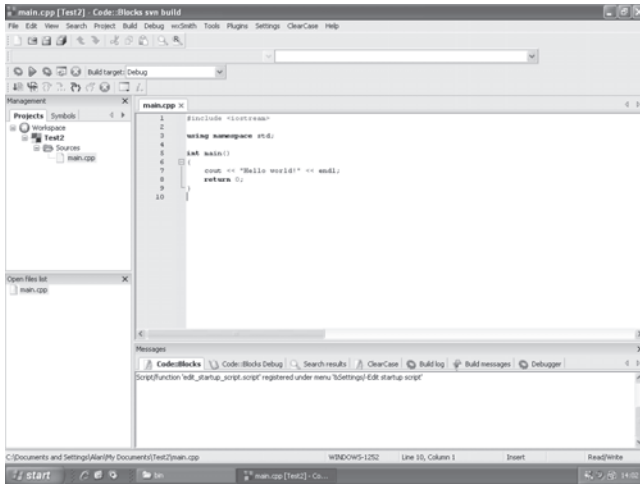 main.cpp [Test2] - Code::Blocks svn build
File Edit View Search Project Build Debug wxSmith Tools Plugins Settings ClearCase Help
Build target: Debug
Management
Projects Symbols
Workspace
Test2
Sources
main.cpp
Open files list
main.cpp
main.cpp
1 #include <iostream>
2
3 using namespace std;
4
5 int main()
6 {
7 cout << "Hello world!" << endl;
8 return 0;
9 }
10
Messages
Code::Blocks Code::Blocks Debug Search results ClearCase Build log Build messages Debugger
Script/function 'edit_startup_script.script' registered under menu '&Settings/-Edit startup script'
C:\Documents and Settings\Alan\My Documents\Test2\main.cpp WINDOWS-1252 Line 10, Column 1 Insert Read/Write
start bin main.cpp [Test2] - Co... 14:02